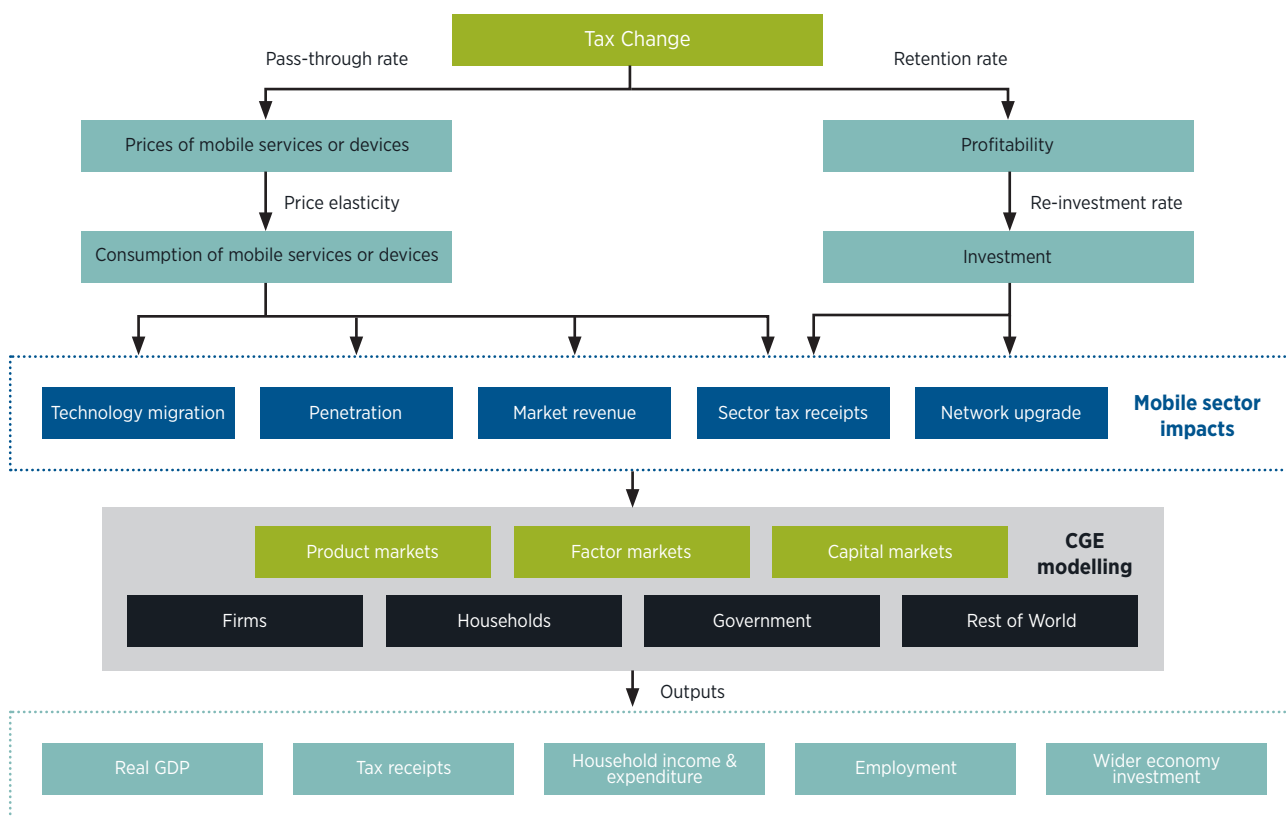 Tax Change
Pass-through rate
Retention rate
Prices of mobile services or devices
Profitability
Price elasticity
Re-investment rate
Consumption of mobile services or devices
Investment
Technology migration
Penetration
Market revenue
Sector tax receipts
Network upgrade
Mobile sector
impacts
Product markets
Factor markets
Capital markets
CGE
modelling
Firms
Households
Government
Rest of World
Outputs
Real GDP
Tax receipts
Household income &
expenditure
Employment
Wider economy
investment